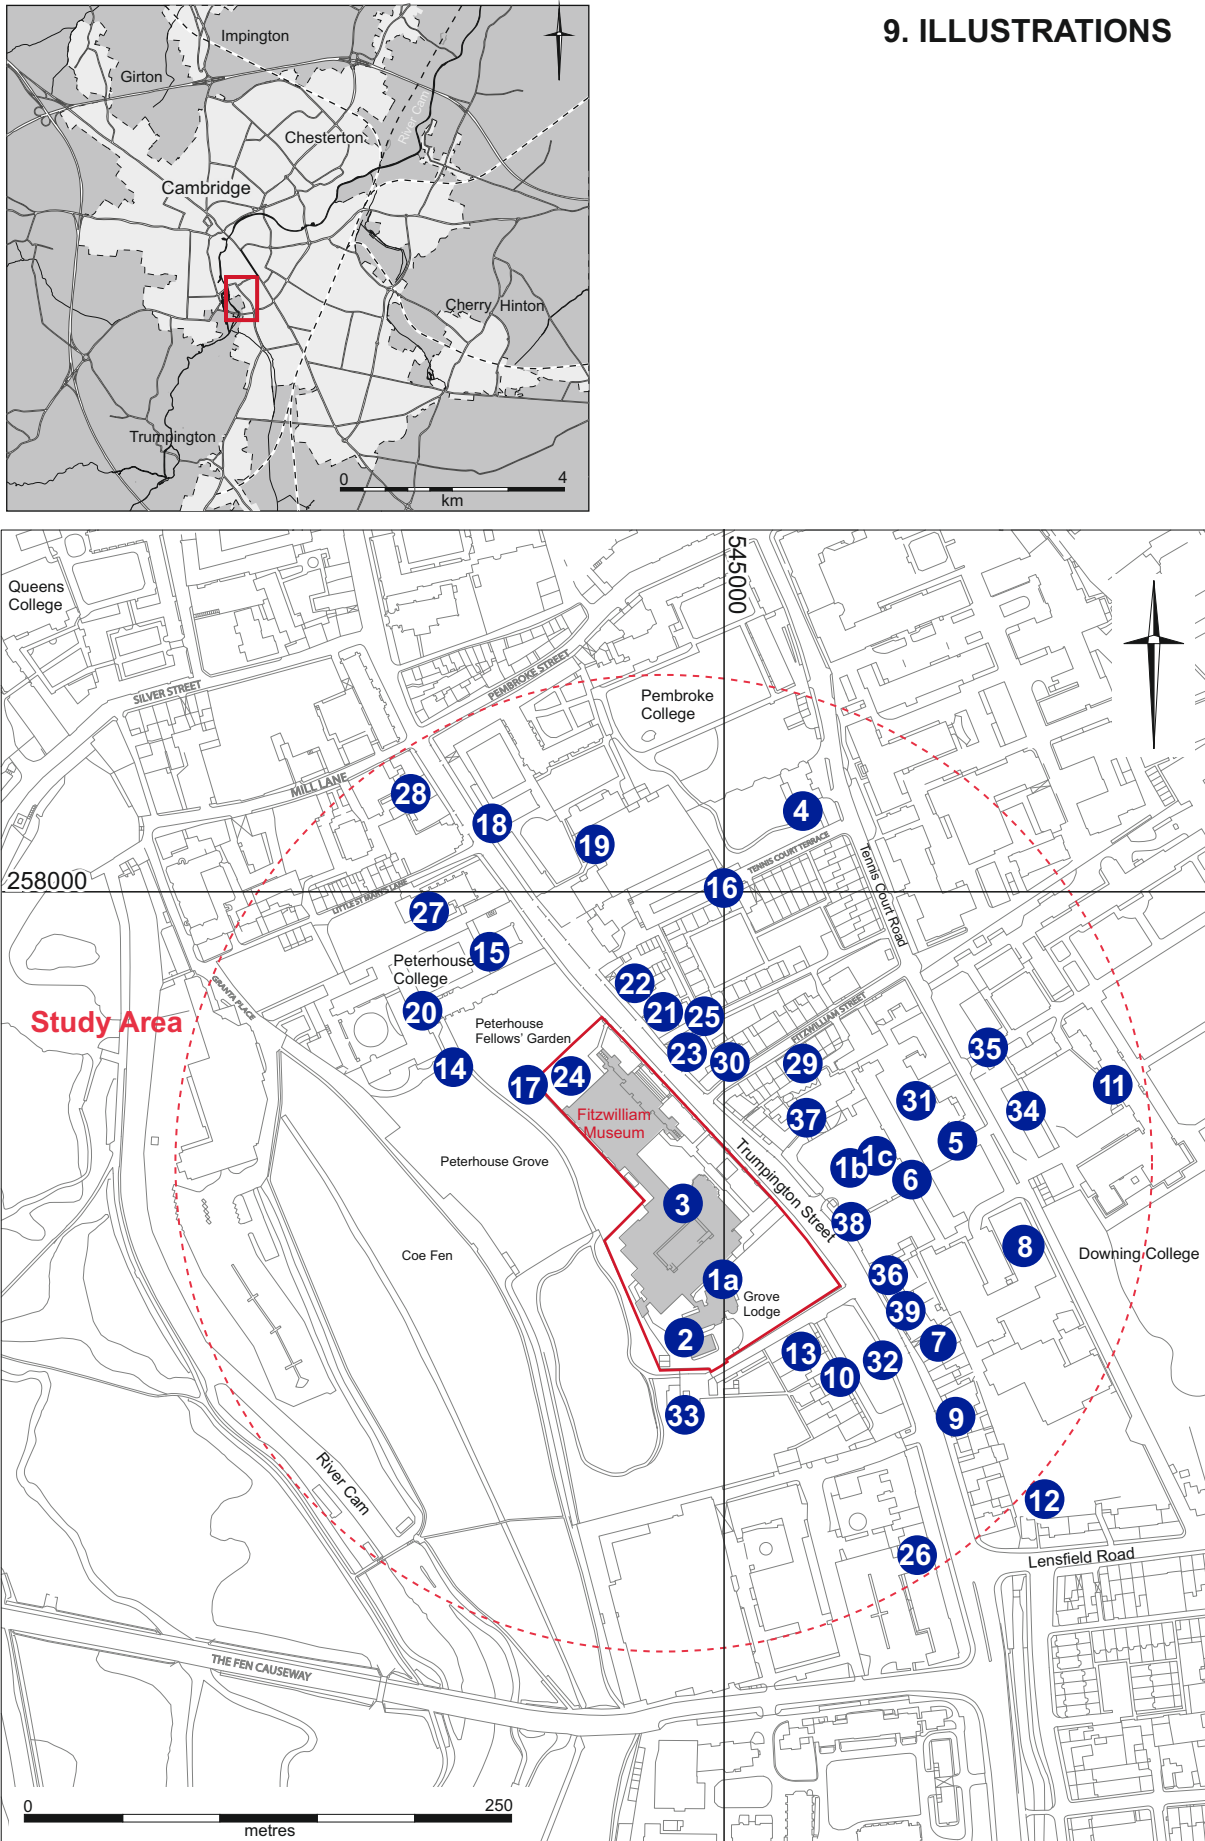 9. ILLUSTRATIONS
Impington
Girton
River Cam
Chesterton
Cambridge
Cherry Hinton
Trumpington
0 4
km
545000
Queens
College
SILVER STREET
PEMBROKE STREET
Pembroke
College
MILL LANE
28
18
4
19
TENNIS COURT TERRACE
Tennis Court Road
258000
16
LITTLE ST MARYS LANE
27
15
Peterhouse
College
22
GRANTA PLACE
20
21
25
Study Area
Peterhouse
Fellows' Garden
FITZWILLIAM STREET
14
23
30
29
35
17
24
11
Fitzwilliam
Museum
37
31
34
5
Trumpington Street
Peterhouse Grove
1b
1c
6
3
38
Coe Fen
8
Downing College
1a
36
Grove
Lodge
39
2
7
13
32
10
33
9
River Cam
12
26
Lensfield Road
THE FEN CAUSEWAY
0 250
metres